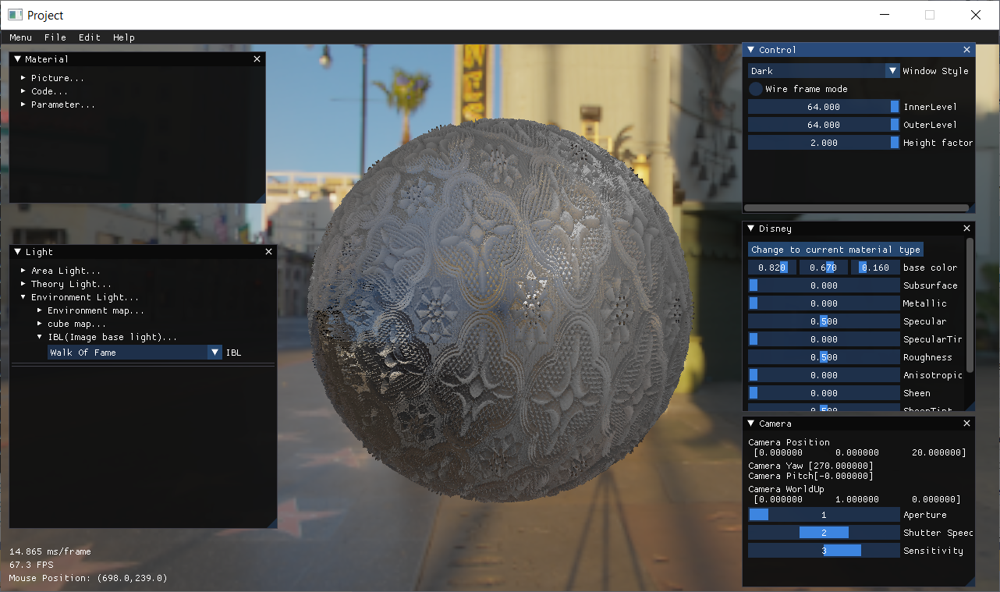 Project
Menu File Edit Help
Material
Picture...
Code...
Parameter...
Light
Area Light...
Theory Light...
Environment Light...
Environment map...
cube map...
IBL(Image base light)...
Walk Of Fame IBL
14.865 ms/frame
67.3 FPS
Mouse Position: (698.0,239.0)
Control
Dark Window Style
Wire frame mode
64.000 InnerLevel
64.000 OuterLevel
2.000 Height factor
Disney
Change to current material type
0.820 0.670 0.160 base color
0.000 Subsurface
0.000 Metallic
0.500 Specular
0.000 SpecularTir
0.500 Roughness
0.000 Anisotropic
0.000 Sheen
0.500 SheenTint
Camera
Camera Position
[0.000000 0.000000 20.000000]
Camera Yaw [270.000000]
Camera Pitch[-0.000000]
Camera WorldUp
[0.000000 1.000000 0.000000]
1 Aperture
2 Shutter Speec
3 Sensitivity